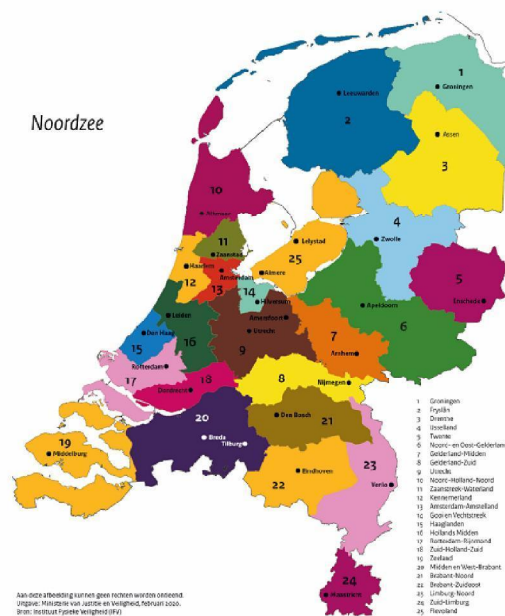 Noordzee
1
Groningen
Leeuwarden
2
Assen
3
10
Alkmaar
4
Zwolle
11
Zaanstad
Lelystad
25
Haarlem
12
Amsterdam
13
Almere
14
Hilversum
5
Enschede
Apeldoorn
6
Leiden
Amersfoort
Utrecht
9
7
Arnhem
15
Den Haag
16
17
Rotterdam
18
Dordrecht
8
Nijmegen
19
Middelburg
20
Breda
Tilburg
Den Bosch
21
Eindhoven
22
23
Venlo
24
Maastricht
1 Groningen
2 Fryslân
3 Drenthe
4 IJsselland
5 Twente
6 Noord- en Oost-Gelderland
7 Gelderland-Midden
8 Gelderland-Zuid
9 Utrecht
10 Noord-Holland-Noord
11 Zaanstreek-Waterland
12 Kennemerland
13 Amsterdam-Amstelland
14 Gooi en Vechtstreek
15 Haaglanden
16 Hollands Midden
17 Rotterdam-Rijnmond
18 Zuid-Holland-Zuid
19 Zeeland
20 Midden en West-Brabant
21 Brabant-Noord
22 Brabant-Zuidoost
23 Limburg-Noord
24 Zuid-Limburg
25 Flevoland
Aan deze afbeelding kunnen geen rechten worden ontleend.
Uitgave: Ministerie van Justitie en Veiligheid, februari 2020.
Bron: Instituut Fysieke Veiligheid (IFV)